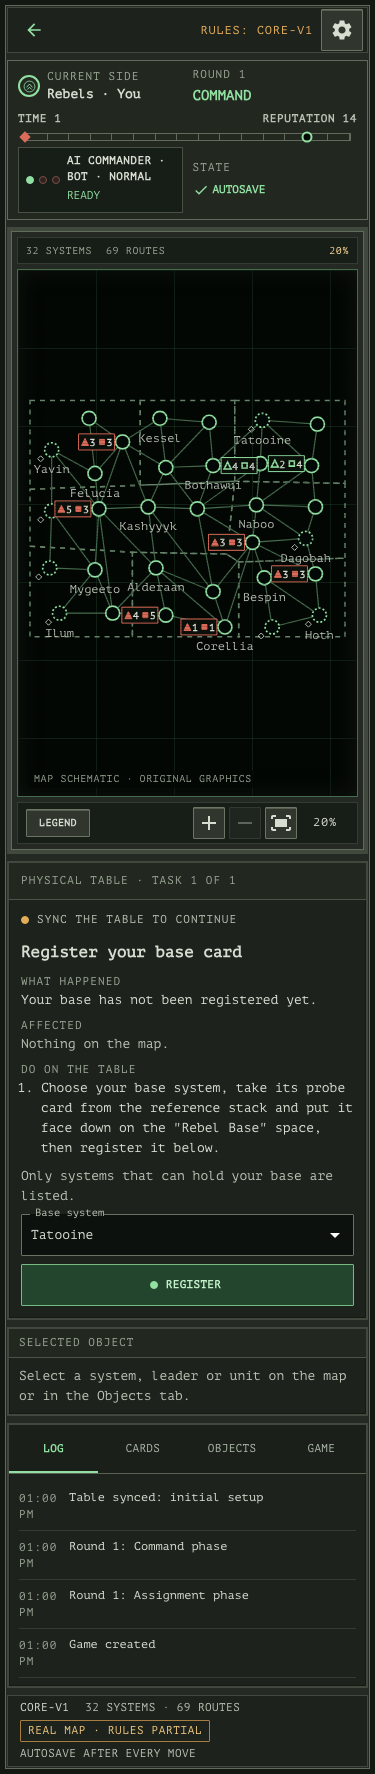 RULES: CORE-V1
CURRENT SIDE
Rebels · You
ROUND 1
COMMAND
TIME 1
REPUTATION 14
AI COMMANDER ·
BOT · NORMAL
READY
STATE
AUTOSAVE
32 SYSTEMS 69 ROUTES
20%
3 3
Kessel
Tatooine
Yavin
4 4
2 4
Felucia
Bothawui
5 3
Kashyyyk
Naboo
3 3
Dagobah
Mygeeto
Alderaan
3 3
Bespin
4 5
Ilum
1 1
Hoth
Corellia
MAP SCHEMATIC · ORIGINAL GRAPHICS
LEGEND
20%
PHYSICAL TABLE · TASK 1 OF 1
SYNC THE TABLE TO CONTINUE
Register your base card
WHAT HAPPENED
Your base has not been registered yet.
AFFECTED
Nothing on the map.
DO ON THE TABLE
1. Choose your base system, take its probe
card from the reference stack and put it
face down on the "Rebel Base" space,
then register it below.
Only systems that can hold your base are
listed.
Base system
Tatooine
REGISTER
SELECTED OBJECT
Select a system, leader or unit on the map
or in the Objects tab.
LOG
CARDS
OBJECTS
GAME
01:00 PM Table synced: initial setup
01:00 PM Round 1: Command phase
01:00 PM Round 1: Assignment phase
01:00 PM Game created
CORE-V1 32 SYSTEMS · 69 ROUTES
REAL MAP · RULES PARTIAL
AUTOSAVE AFTER EVERY MOVE